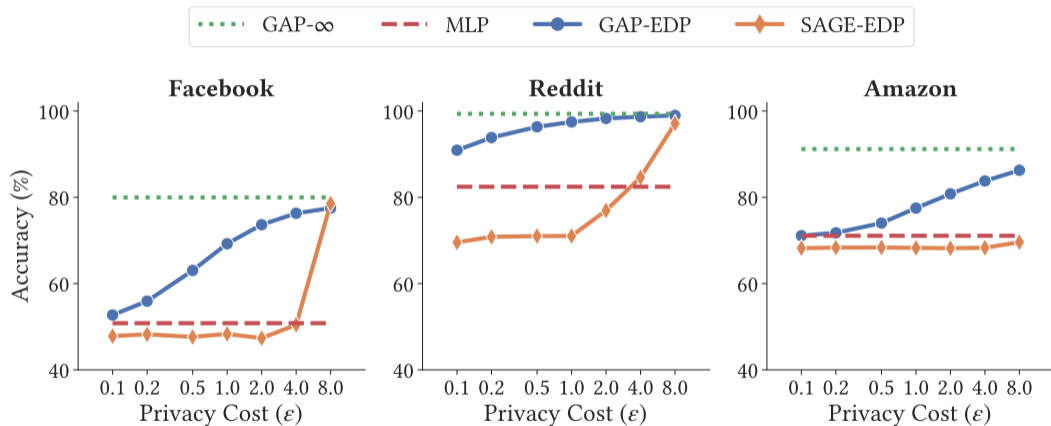 GAP-∞ MLP GAP-EDP SAGE-EDP
Facebook Reddit Amazon
Accuracy (%)
100 80 60 40
0.1 0.2 0.5 1.0 2.0 4.0 8.0
Privacy Cost (ε)
100 80 60 40
0.1 0.2 0.5 1.0 2.0 4.0 8.0
Privacy Cost (ε)
100 80 60 40
0.1 0.2 0.5 1.0 2.0 4.0 8.0
Privacy Cost (ε)